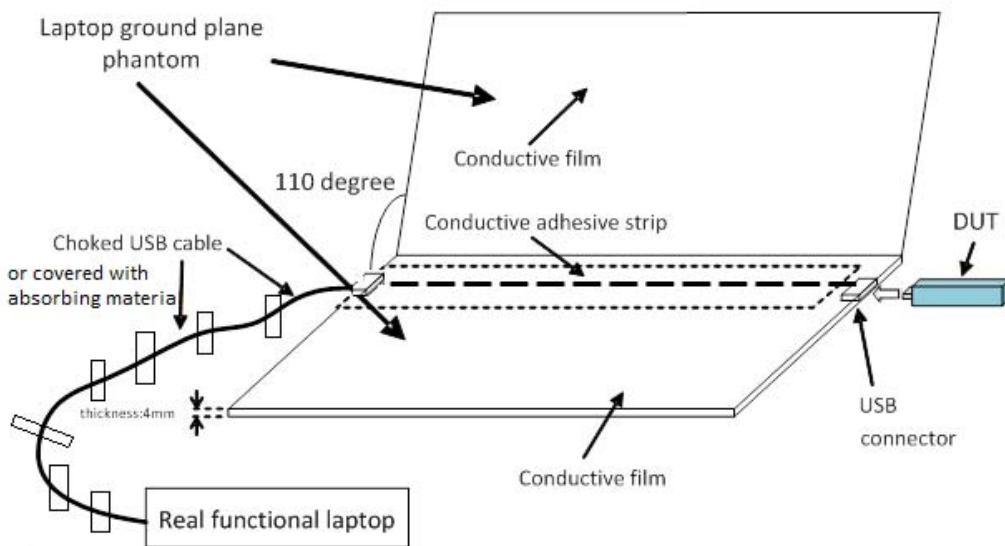 Laptop ground plane
phantom
Conductive film
110 degree
Conductive adhesive strip
DUT
Choked USB cable
or covered with
absorbing materia
thickness:4mm
USB
connector
Conductive film
Real functional laptop